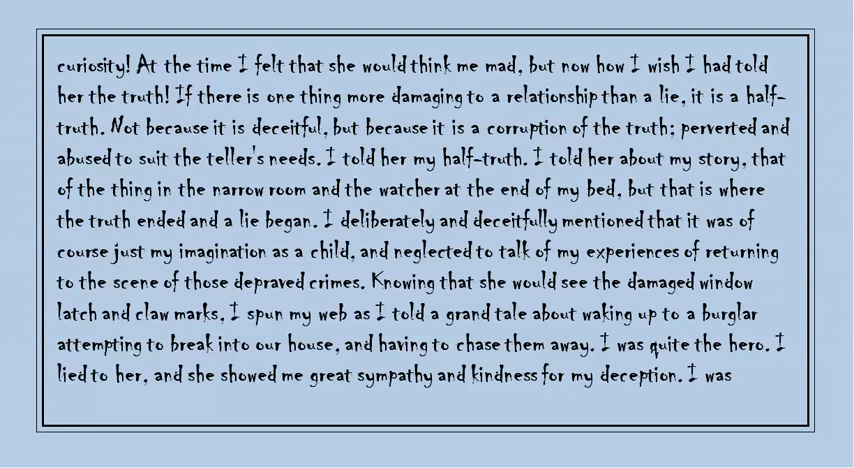 curiosity! At the time I felt that she would think me mad, but now how I wish I had told
her the truth! If there is one thing more damaging to a relationship than a lie, it is a half-
truth. Not because it is deceitful, but because it is a corruption of the truth; perverted and
abused to suit the teller's needs. I told her my half-truth. I told her about my story, that
of the thing in the narrow room and the watcher at the end of my bed, but that is where
the truth ended and a lie began. I deliberately and deceitfully mentioned that it was of
course just my imagination as a child, and neglected to talk of my experiences of returning
to the scene of those depraved crimes. Knowing that she would see the damaged window
latch and claw marks, I spun my web as I told a grand tale about waking up to a burglar
attempting to break into our house, and having to chase them away. I was quite the hero. I
lied to her, and she showed me great sympathy and kindness for my deception. I was